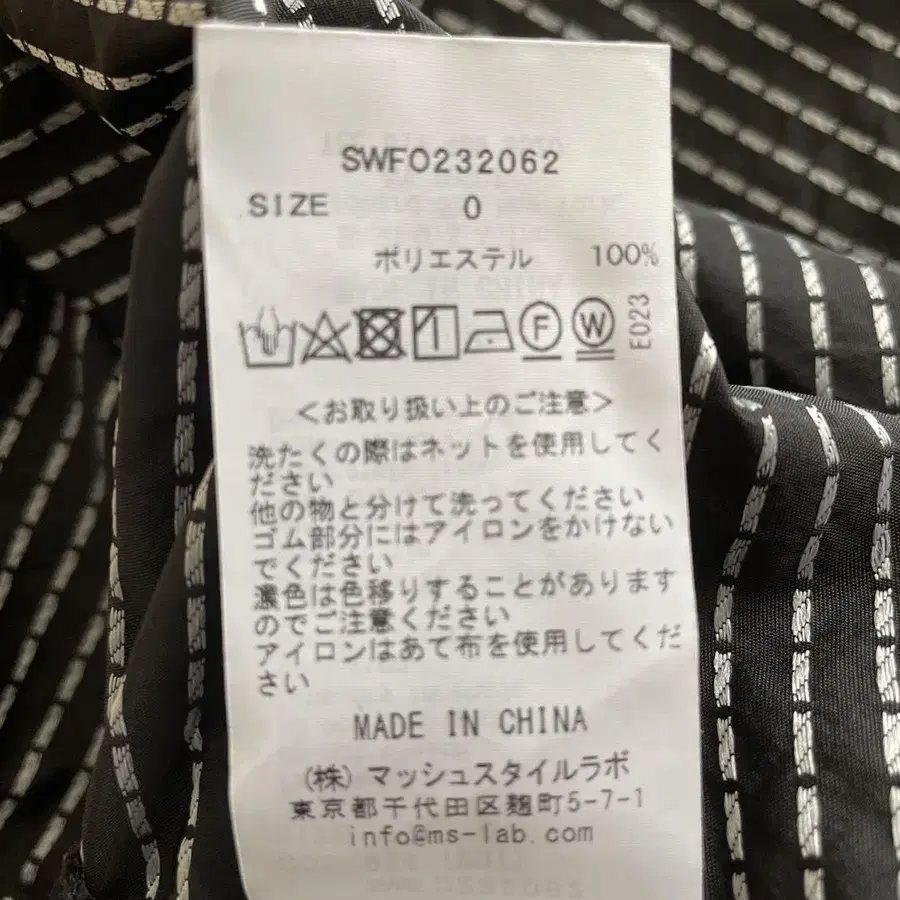 SWFO232062
SIZE 0
ポリエステル 100%
F W E023
<お取り扱い上のご注意>
洗たくの際はネットを使用してく
ださい
他の物と分けて洗ってください
ゴム部分にはアイロンをかけない
でください
濃色は色移りすることがあります
のでご注意ください
アイロンはあて布を使用してくだ
さい
MADE IN CHINA
(株) マッシュスタイルラボ
東京都千代田区麹町5-7-1
info@ms-lab.com